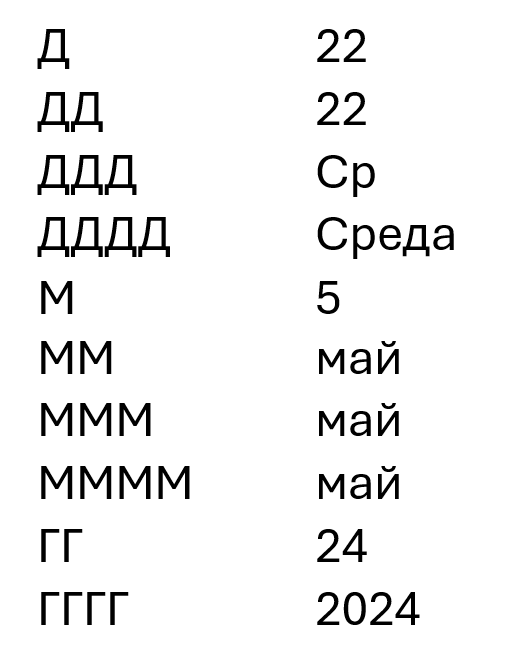 Д 22
ДД 22
ДДД Ср
ДДДД Среда
М 5
ММ май
МММ май
ММММ май
ГГ 24
ГГГГ 2024